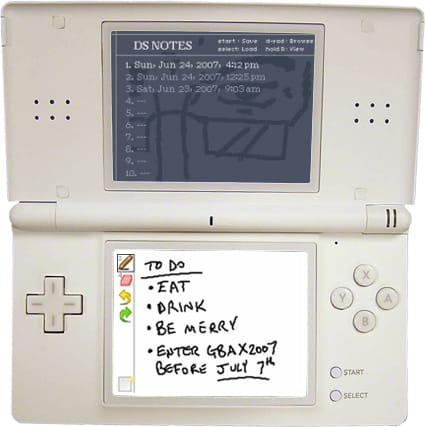 DS NOTES
start: Save d-pad: Browse
select: Load hold B: View
1. Sun, Jun 24, 2007, 4:12 pm
2. Sun, Jun 24, 2007, 12:25 pm
3. Sat, Jun 23, 2007, 9:03 am
4. ---
5. ---
6. ---
7. ---
8. ---
9. ---
10. ---
TO DO
• EAT
• DRINK
• BE MERRY
• ENTER GBAX2007
BEFORE JULY 7th
X
Y A
B
START
SELECT